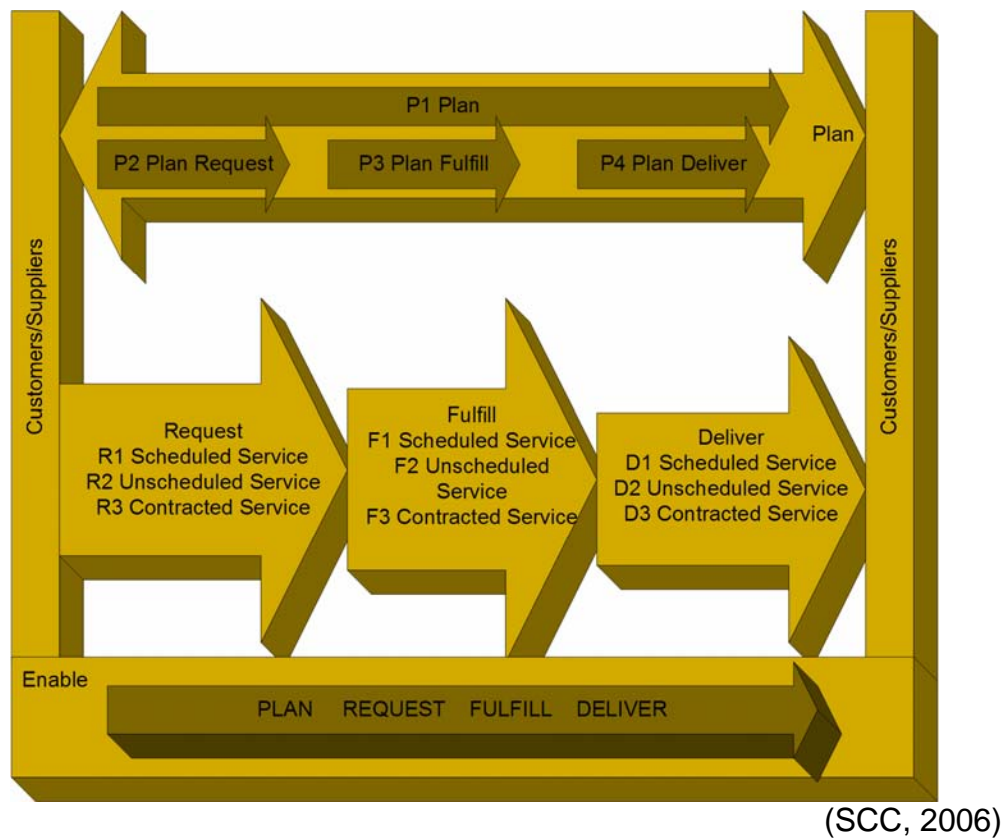 P1 Plan
Plan
P2 Plan Request
P3 Plan Fulfill
P4 Plan Deliver
Customers/Suppliers
Customers/Suppliers
Request
R1 Scheduled Service
R2 Unscheduled Service
R3 Contracted Service
Fulfill
F1 Scheduled Service
F2 Unscheduled
Service
F3 Contracted Service
Deliver
D1 Scheduled Service
D2 Unscheduled Service
D3 Contracted Service
Enable
PLAN REQUEST FULFILL DELIVER
(SCC, 2006)